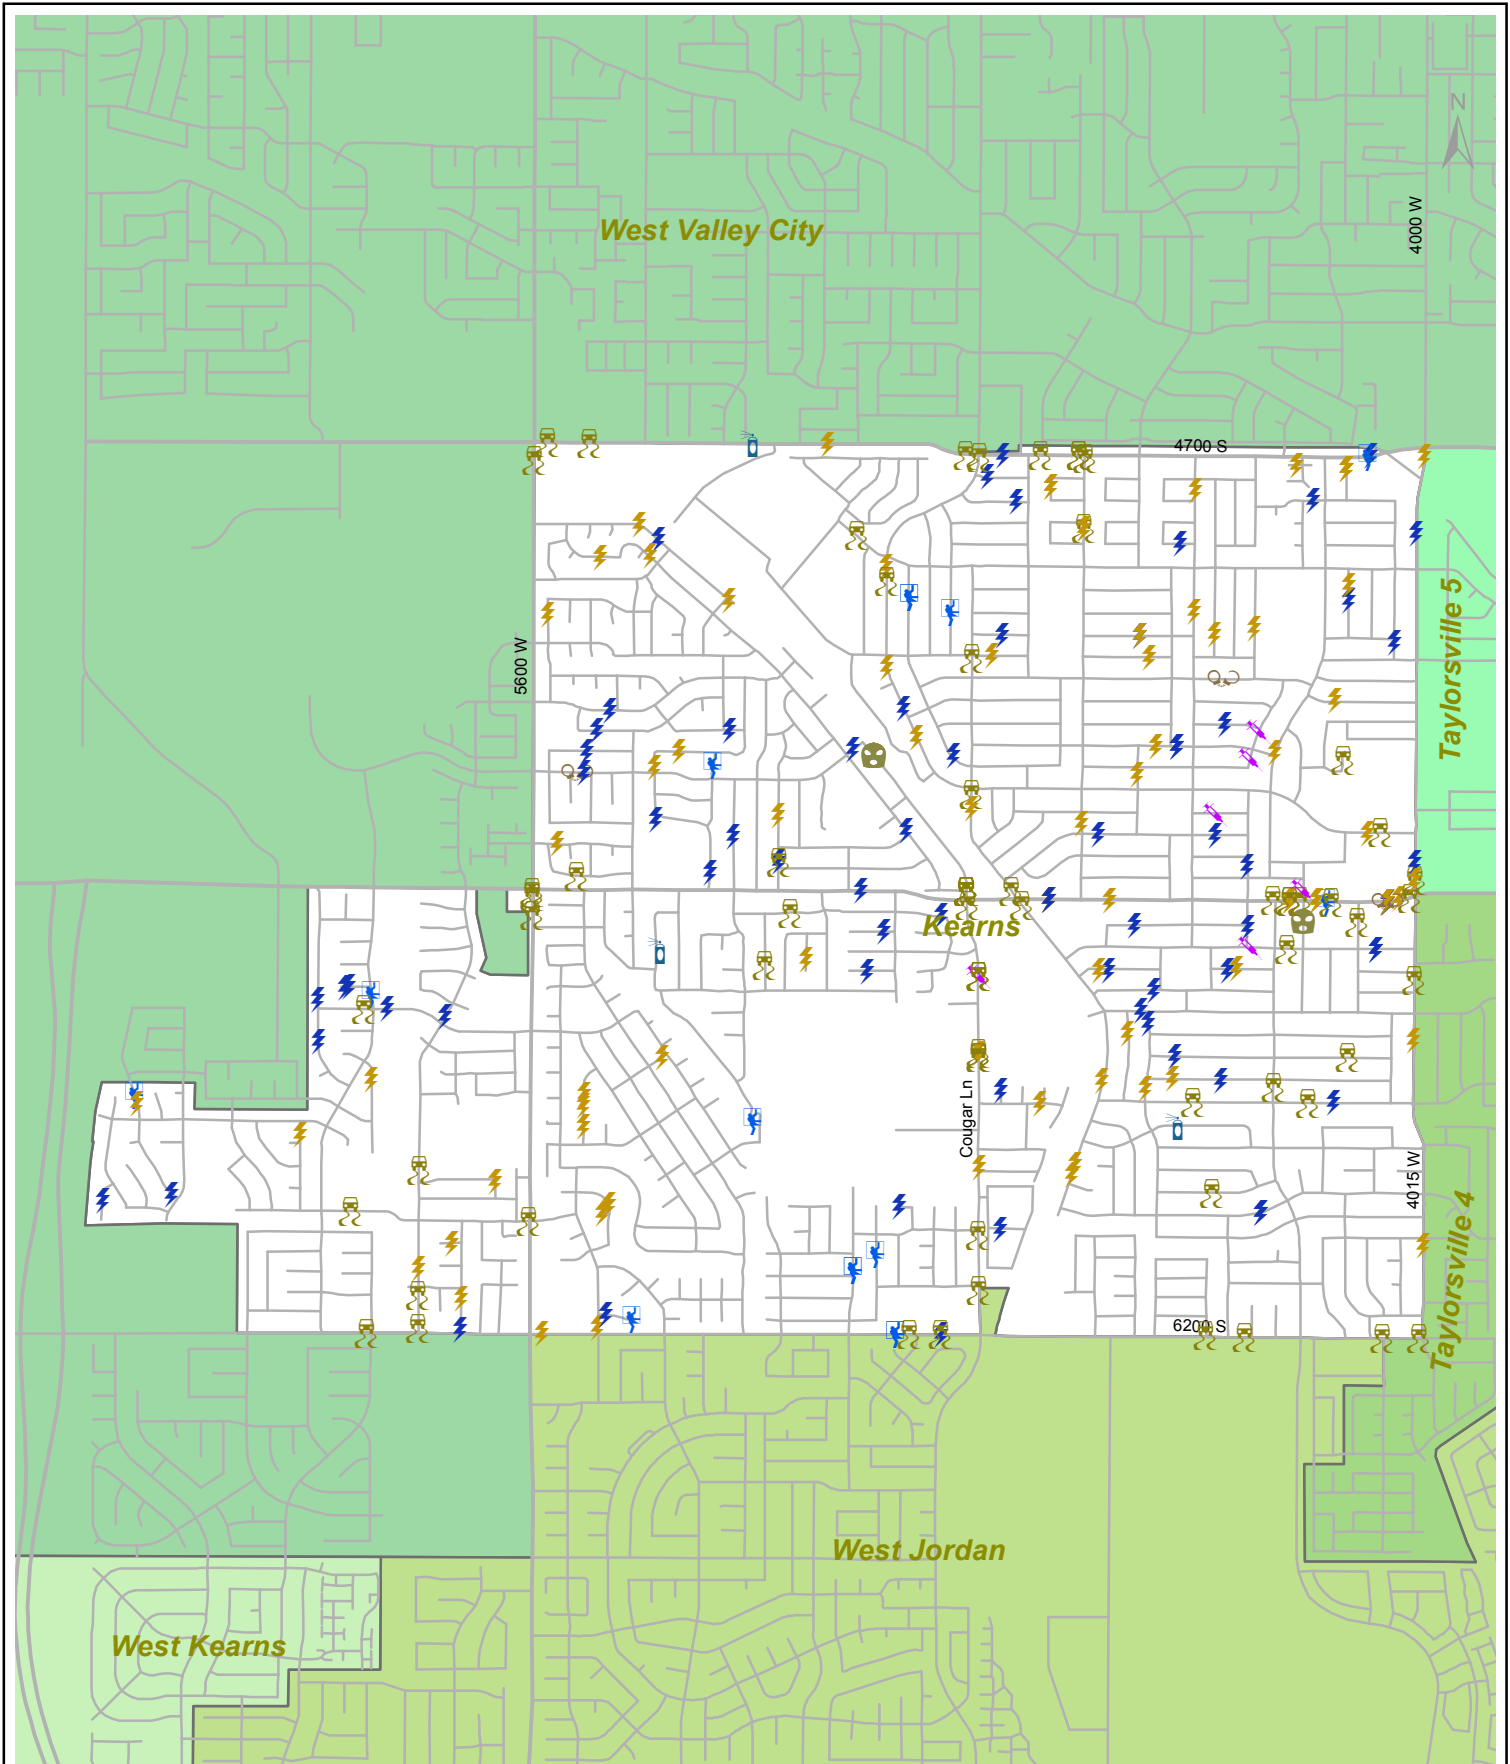 N
4000 W
West Valley City
4700 S
Taylorsville 5
5600 W
Kearns
Cougar Ln
4015 W
Taylorsville 4
6200 S
West Jordan
West Kearns